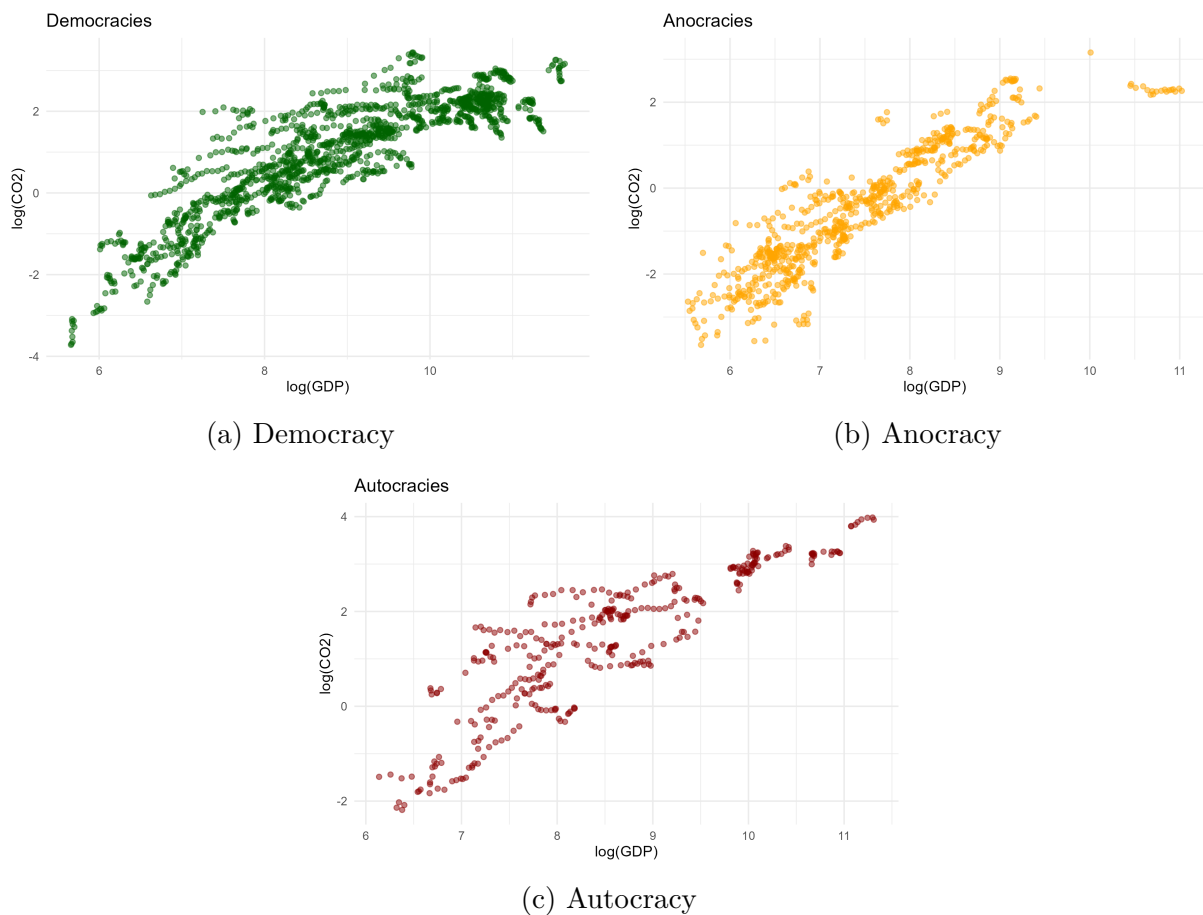 Democracies
log(CO2)
2
0
-2
-4
6
8
10
log(GDP)
(a) Democracy
Anocracies
log(CO2)
2
0
-2
6
7
8
9
10
11
log(GDP)
(b) Anocracy
Autocracies
log(CO2)
4
2
0
-2
6
7
8
9
10
11
log(GDP)
(c) Autocracy